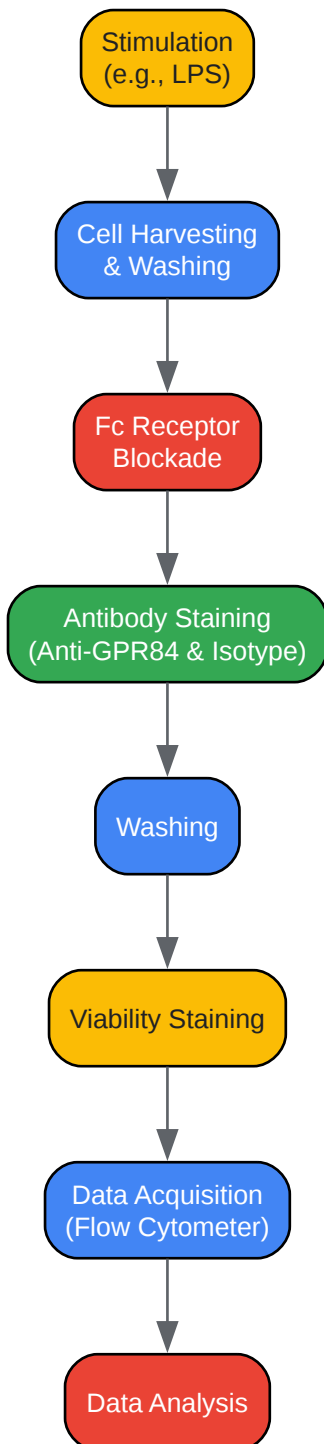 Stimulation
(e.g., LPS)
Cell Harvesting
& Washing
Fc Receptor
Blockade
Antibody Staining
(Anti-GPR84 & Isotype)
Washing
Viability Staining
Data Acquisition
(Flow Cytometer)
Data Analysis